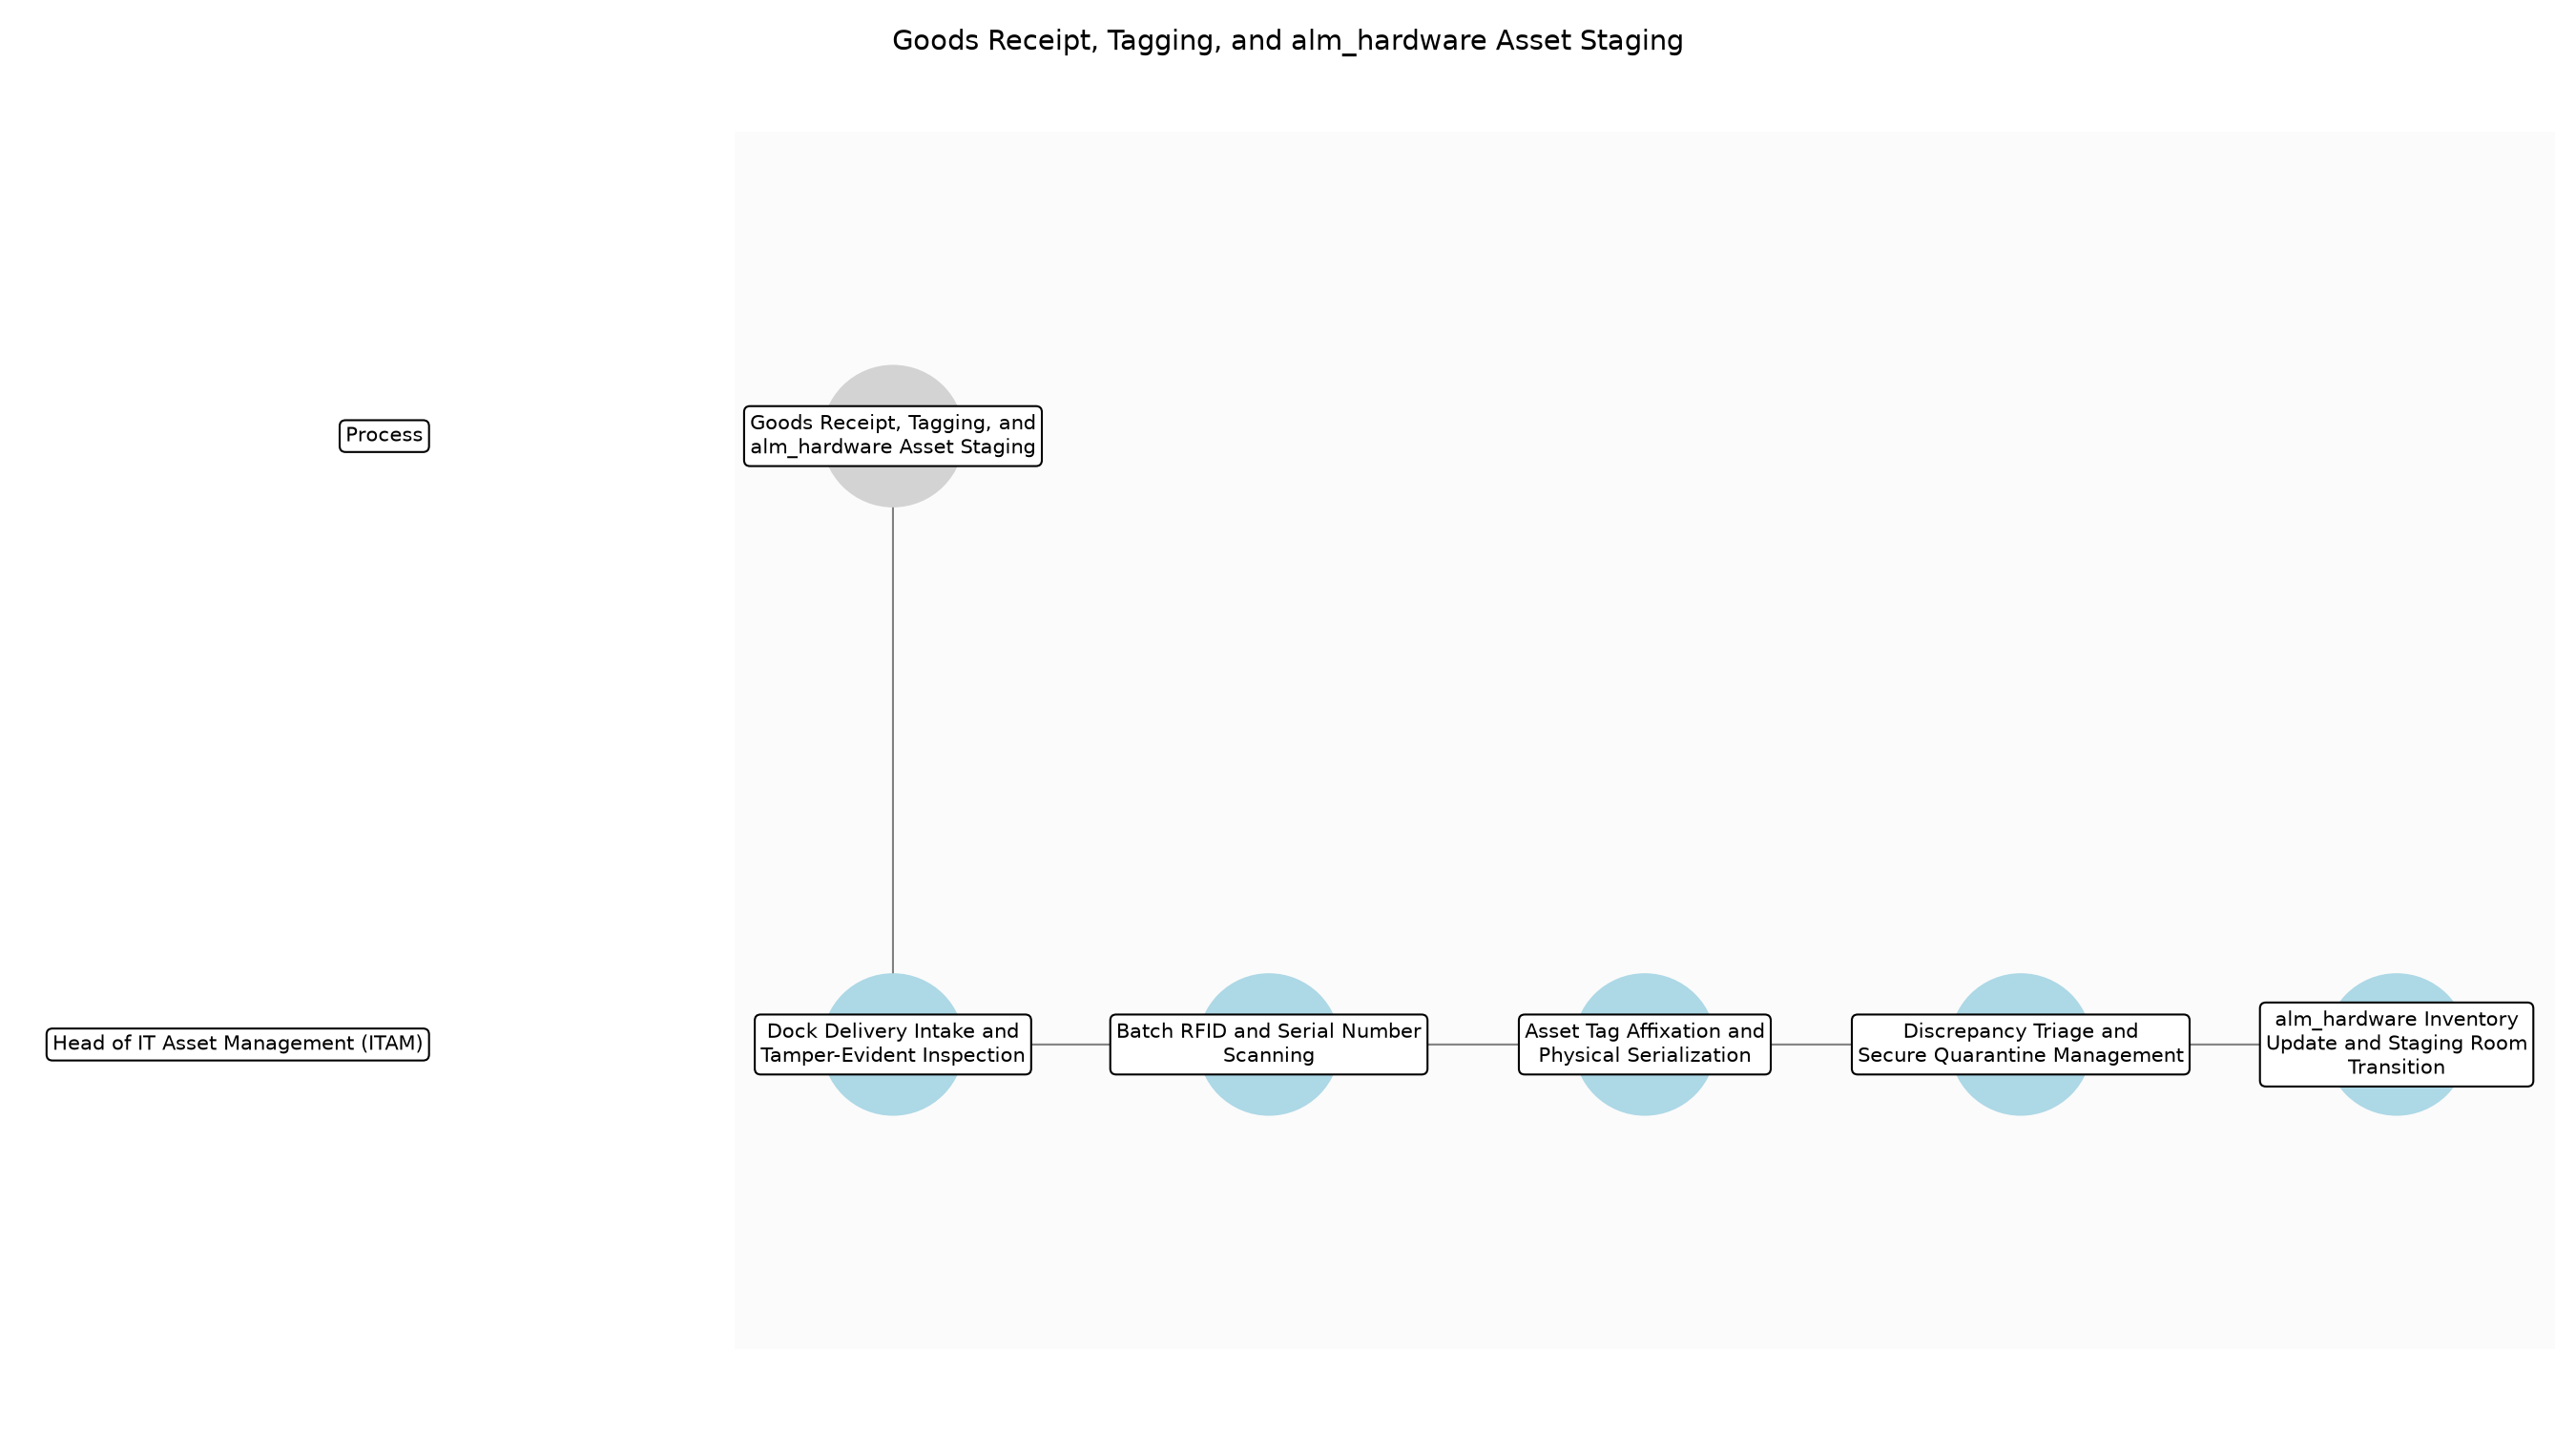 Goods Receipt, Tagging, and alm_hardware Asset Staging
Process
Goods Receipt, Tagging, and
alm_hardware Asset Staging
Head of IT Asset Management (ITAM)
Dock Delivery Intake and
Tamper-Evident Inspection
Batch RFID and Serial Number
Scanning
Asset Tag Affixation and
Physical Serialization
Discrepancy Triage and
Secure Quarantine Management
alm_hardware Inventory
Update and Staging Room
Transition